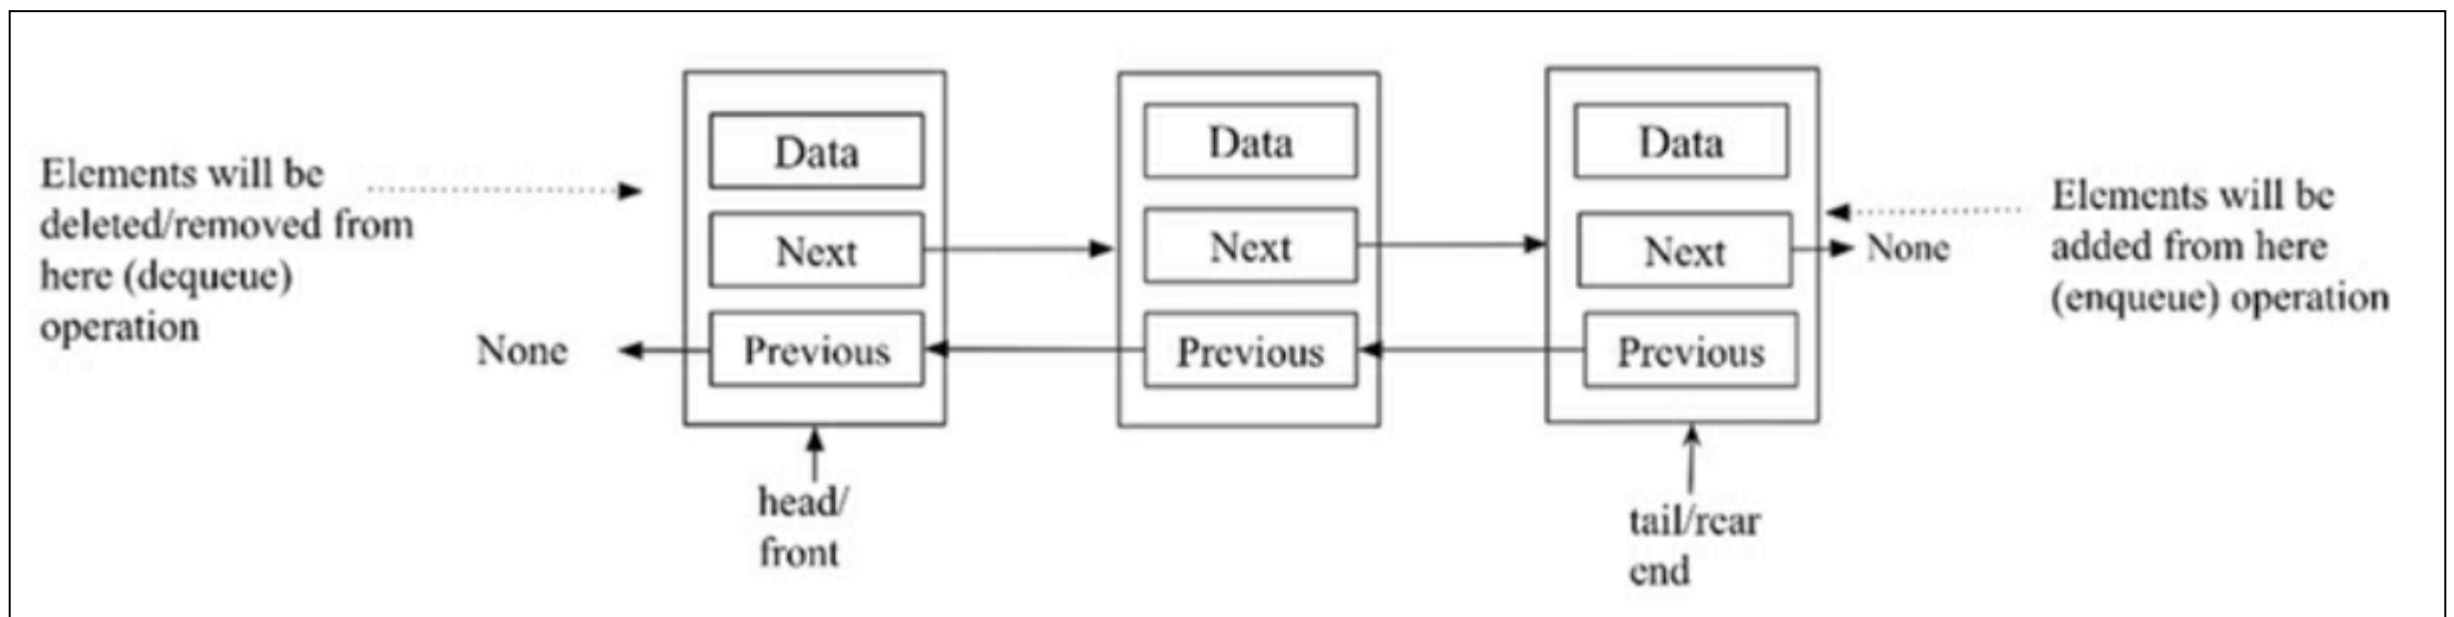 Elements will be
deleted/removed from
here (dequeue)
operation
None
Data
Next
Previous
head/
front
Data
Next
Previous
Data
Next
Previous
None
tail/rear
end
Elements will be
added from here
(enqueue) operation